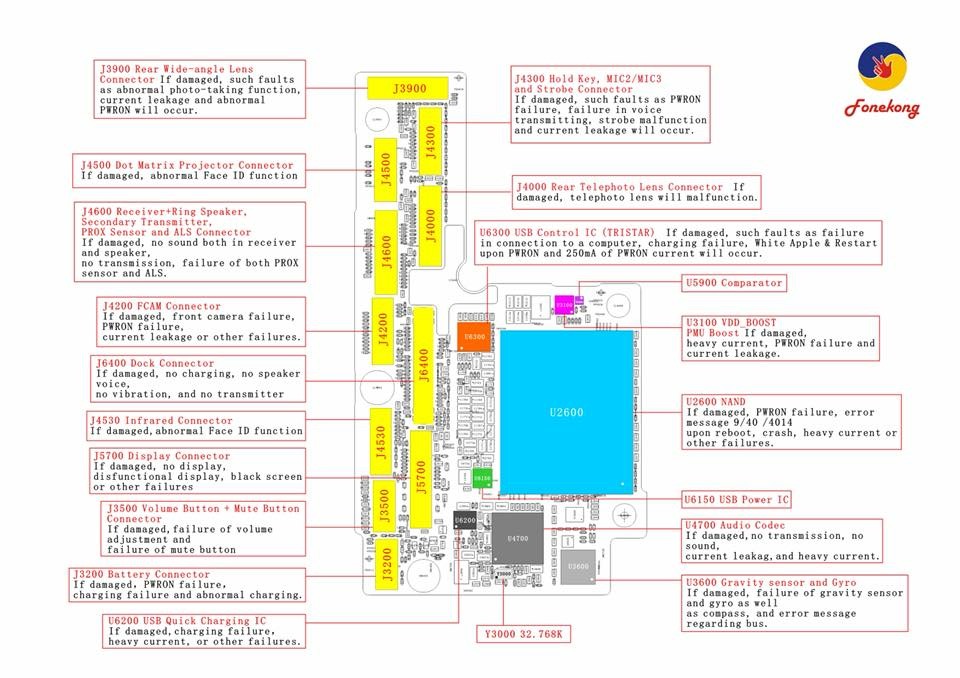 J3900 Rear Wide-angle Lens
Connector If damaged, such faults
as abnormal photo-taking function,
current leakage and abnormal
PWRON will occur.
J4500 Dot Matrix Projector Connector
If damaged, abnormal Face ID function
J4600 Receiver+Ring Speaker,
Secondary Transmitter,
PROX Sensor and ALS Connector
If damaged, no sound both in receiver
and speaker,
no transmission, failure of both PROX
sensor and ALS.
J4200 FCAM Connector
If damaged, front camera failure,
PWRON failure,
current leakage or other failures.
J6400 Dock Connector
If damaged, no charging, no speaker
voice,
no vibration, and no transmitter
J4530 Infrared Connector
If damaged,abnormal Face ID function
J5700 Display Connector
If damaged, no display,
disfunctional display, black screen
or other failures
J3500 Volume Button + Mute Button
Connector
If damaged,failure of volume
adjustment and
failure of mute button
J3200 Battery Connector
If damaged, PWRON failure,
charging failure and abnormal charging.
U6200 USB Quick Charging IC
If damaged,charging failure,
heavy current, or other failures.
J3900
J4300
J4500
J4000
J4600
J4200
J6400
J4530
J5700
J3500
J3200
U6300
U3100
U2600
U6150
U6200
U4700
U3600
Y3000
Y3000 32.768K
Fonekong
J4300 Hold Key, MIC2/MIC3
and Strobe Connector
If damaged, such faults as PWRON
failure, failure in voice
transmitting, strobe malfunction
and current leakage will occur.
J4000 Rear Telephoto Lens Connector If
damaged, telephoto lens will malfunction.
U6300 USB Control IC (TRISTAR) If damaged, such faults as failure
in connection to a computer, charging failure, White Apple & Restart
upon PWRON and 250mA of PWRON current will occur.
U5900 Comparator
U3100 VDD_BOOST
PMU Boost If damaged,
heavy current, PWRON failure and
current leakage.
U2600 NAND
If damaged, PWRON failure, error
message 9/40 /4014
upon reboot, crash, heavy current or
other failures.
U6150 USB Power IC
U4700 Audio Codec
If damaged,no transmission, no
sound,
current leakag,and heavy current.
U3600 Gravity sensor and Gyro
If damaged, failure of gravity sensor
and gyro as well
as compass, and error message
regarding bus.